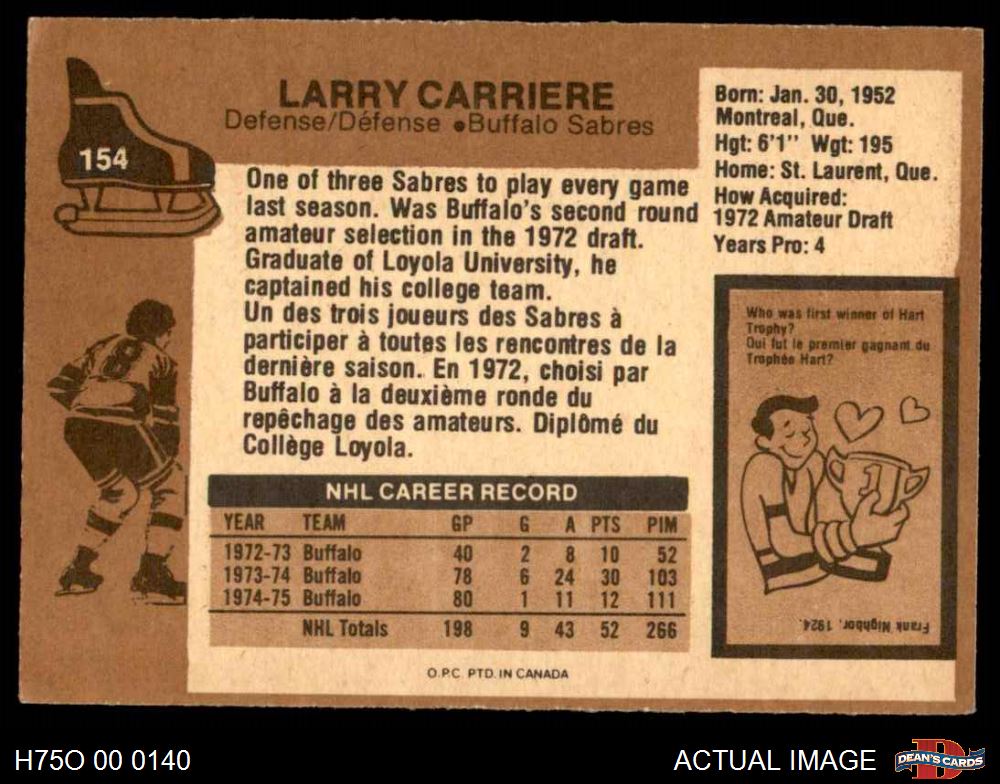 LARRY CARRIERE
Defense/Défense • Buffalo Sabres
154
Born: Jan. 30, 1952
Montreal, Que.
Hgt: 6'1" Wgt: 195
Home: St. Laurent, Que.
How Acquired:
1972 Amateur Draft
Years Pro: 4
One of three Sabres to play every game
last season. Was Buffalo's second round
amateur selection in the 1972 draft.
Graduate of Loyola University, he
captained his college team.
Un des trois joueurs des Sabres à
participer à toutes les rencontres de la
dernière saison. En 1972, choisi par
Buffalo à la deuxième ronde du
repêchage des amateurs. Diplômé du
Collège Loyola.
8
Who was first winner of Hart
Trophy?
Qui fut le premier gagnant du
Trophée Hart?
1
Frank Nighbor, 1924.
NHL CAREER RECORD
YEAR TEAM GP G A PTS PIM
1972-73 Buffalo 40 2 8 10 52
1973-74 Buffalo 78 6 24 30 103
1974-75 Buffalo 80 1 11 12 111
NHL Totals 198 9 43 52 266
O.P.C. PTD. IN CANADA
H75O 00 0140
ACTUAL IMAGE
D
DEAN'S CARDS